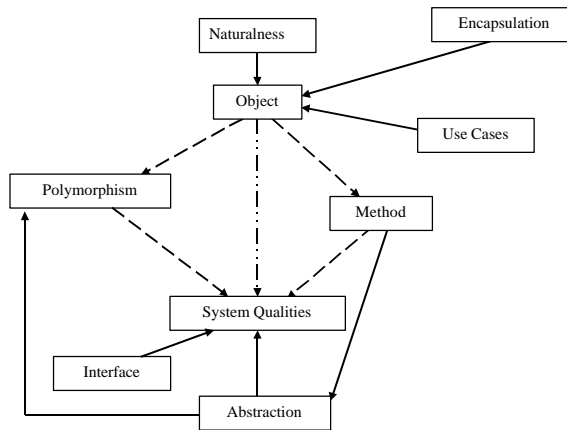 Encapsulation
Naturalness
Object
Use Cases
Polymorphism
Method
System Qualities
Interface
Abstraction